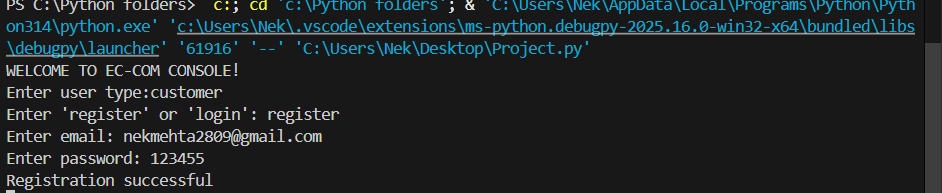 PS C:\Python folders>  c:; cd 'c:\Python folders'; & 'C:\Users\Nek\AppData\Local\Programs\Python\Pyth
on314\python.exe' 'c:\Users\Nek\.vscode\extensions\ms-python.debugpy-2025.16.0-win32-x64\bundled\libs
\debugpy\launcher' '61916' '--' 'C:\Users\Nek\Desktop\Project.py'
WELCOME TO EC-COM CONSOLE!
Enter user type:customer
Enter 'register' or 'login': register
Enter email: nekmehta2809@gmail.com
Enter password: 123455
Registration successful